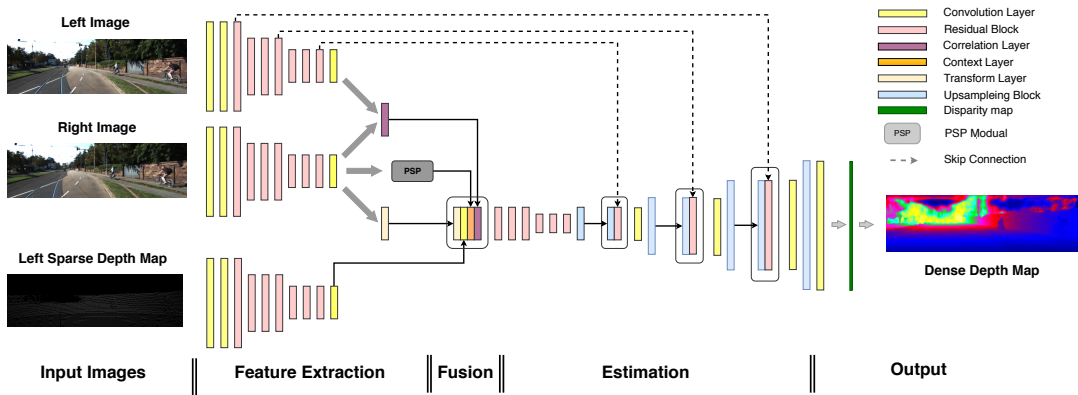 Left Image
Right Image
Left Sparse Depth Map
PSP
Convolution Layer
Residual Block
Correlation Layer
Context Layer
Transform Layer
Upsampleing Block
Disparity map
PSP
PSP Modual
Skip Connection
Dense Depth Map
Input Images
Feature Extraction
Fusion
Estimation
Output